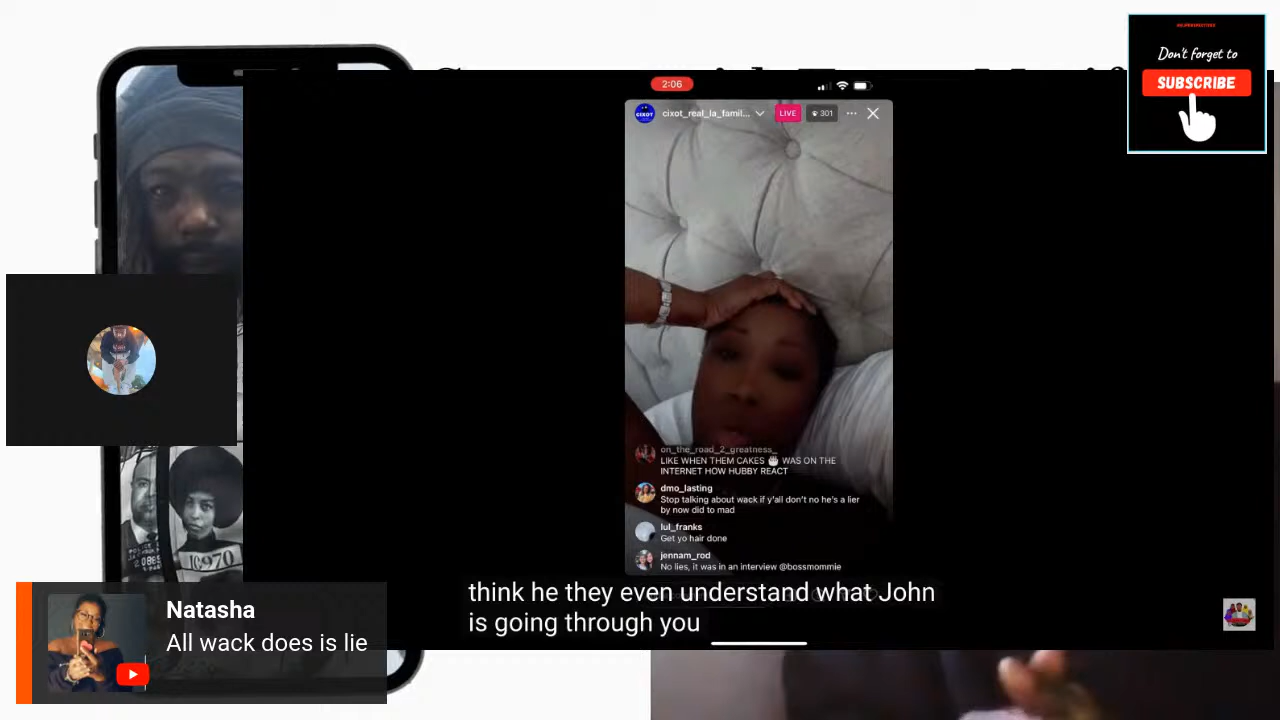 Don't forget to
SUBSCRIBE
2:06
CIXOT
cixot_real_la_famil...
LIVE
301
on_the_road_2_greatness_
LIKE WHEN THEM CAKES WAS ON THE
INTERNET HOW HUBBY REACT
dmo_lasting
Stop talking about wack if y'all don't no he's a lier
by now did to mad
lul_franks
Get yo hair done
jennam_rod
No lies, it was in an interview @bossmommie
think he they even understand what John
is going through you
Natasha
All wack does is lie